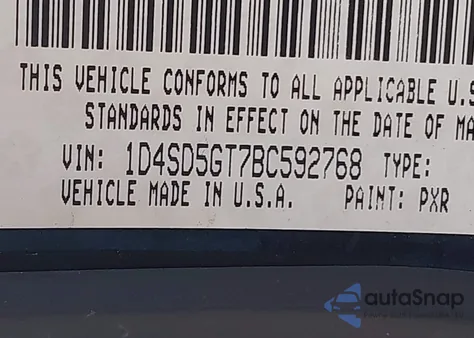 THIS VEHICLE CONFORMS TO ALL APPLICABLE U.S
STANDARDS IN EFFECT ON THE DATE OF MA
VIN: 1D4SD5GT7BC592768 TYPE:
VEHICLE MADE IN U.S.A. PAINT: PXR
autoSnap